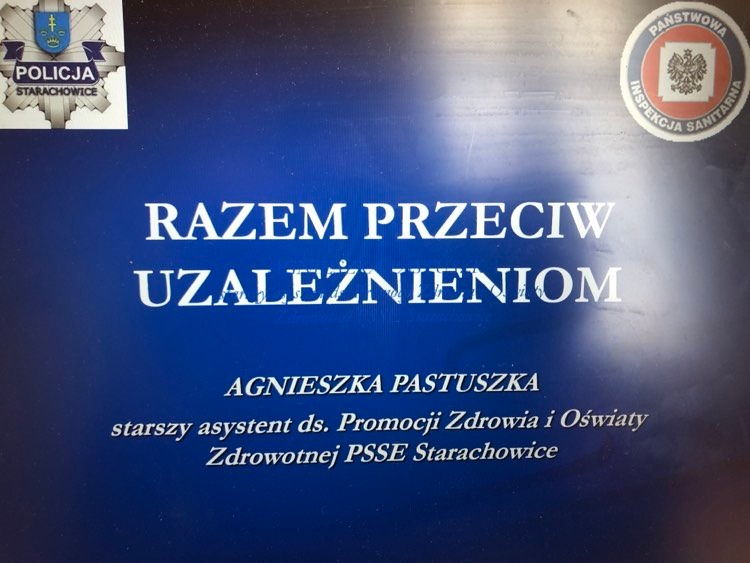 POLICJA
STARACHOWICE
PAŃSTWOWA
INSPEKCJA SANITARNA
RAZEM PRZECIW
UZALEŻNIENIOM
AGNIESZKA PASTUSZKA
starszy asystent ds. Promocji Zdrowia i Oświaty
Zdrowotnej PSSE Starachowice